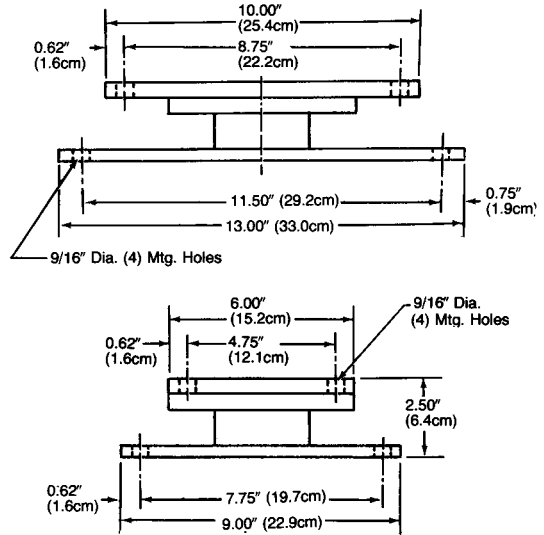 10.00"
(25.4cm)
0.62"
(1.6cm)
8.75"
(22.2cm)
11.50" (29.2cm)
0.75"
(1.9cm)
13.00" (33.0cm)
9/16" Dia. (4) Mtg. Holes
6.00"
(15.2cm)
9/16" Dia.
(4) Mtg. Holes
0.62"
(1.6cm)
4.75"
(12.1cm)
2.50"
(6.4cm)
0.62"
(1.6cm)
7.75" (19.7cm)
9.00" (22.9cm)